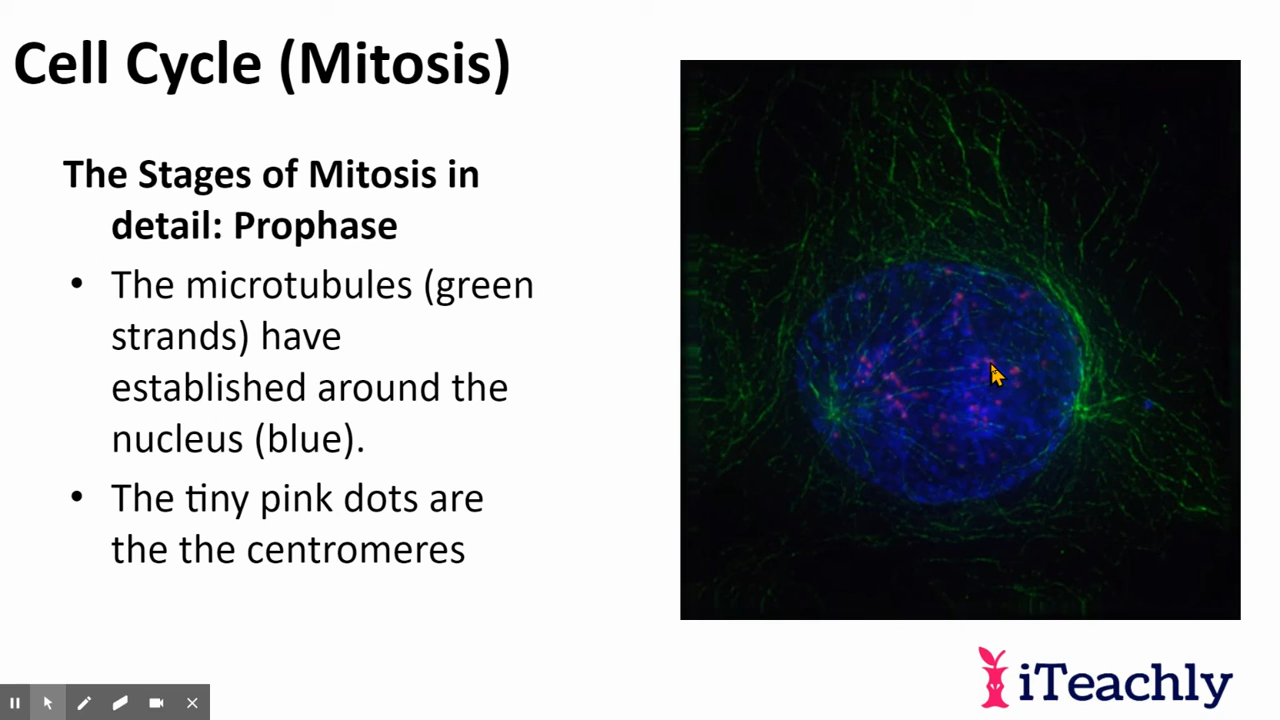 Cell Cycle (Mitosis)
The Stages of Mitosis in
detail: Prophase
• The microtubules (green
strands) have
established around the
nucleus (blue).
• The tiny pink dots are
the the centromeres
iTeachly